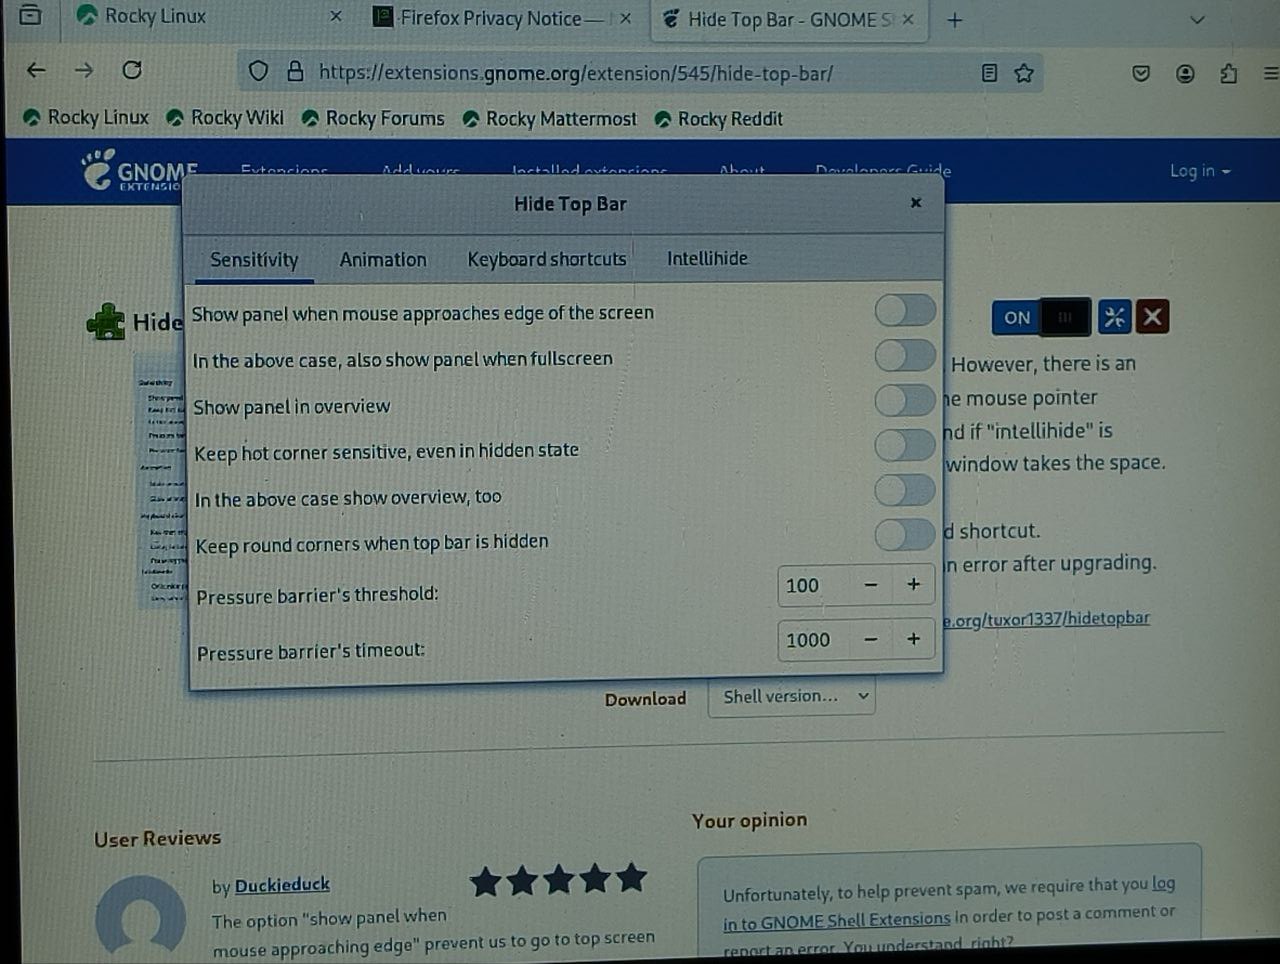 Rocky Linux
Firefox Privacy Notice —
Hide Top Bar - GNOME S
https://extensions.gnome.org/extension/545/hide-top-bar/
Rocky Linux Rocky Wiki Rocky Forums Rocky Mattermost Rocky Reddit
GNOME
Extensions Add yours Installed extensions About Developers Guide
Log in
Hide Top Bar
Sensitivity Animation Keyboard shortcuts Intellihide
Hide
ON
Show panel when mouse approaches edge of the screen
In the above case, also show panel when fullscreen
Show panel in overview
Keep hot corner sensitive, even in hidden state
In the above case show overview, too
Keep round corners when top bar is hidden
Pressure barrier's threshold: 100 − +
Pressure barrier's timeout: 1000 − +
However, there is an
he mouse pointer
nd if "intellihide" is
window takes the space.
d shortcut.
n error after upgrading.
e.org/tuxor1337/hidetopbar
Download Shell version...
User Reviews
by Duckieduck
The option "show panel when
mouse approaching edge" prevent us to go to top screen
Your opinion
Unfortunately, to help prevent spam, we require that you log
in to GNOME Shell Extensions in order to post a comment or
report an error. You understand, right?